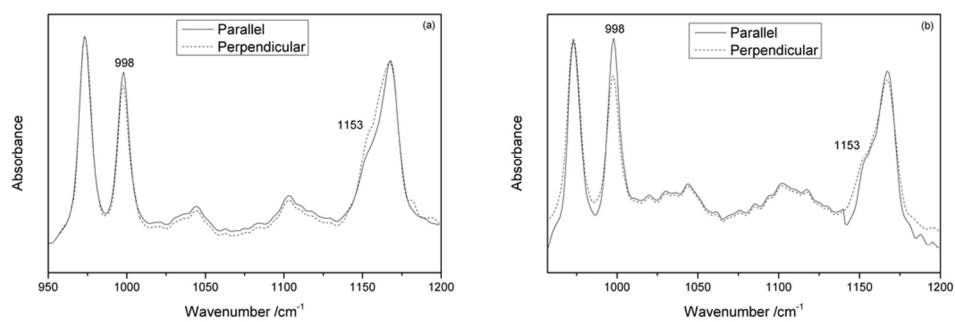 (a)
Parallel
Perpendicular
998
1153
Absorbance
950 1000 1050 1100 1150 1200
Wavenumber /cm⁻¹
(b)
Parallel
Perpendicular
998
1153
Absorbance
1000 1050 1100 1150 1200
Wavenumber /cm⁻¹